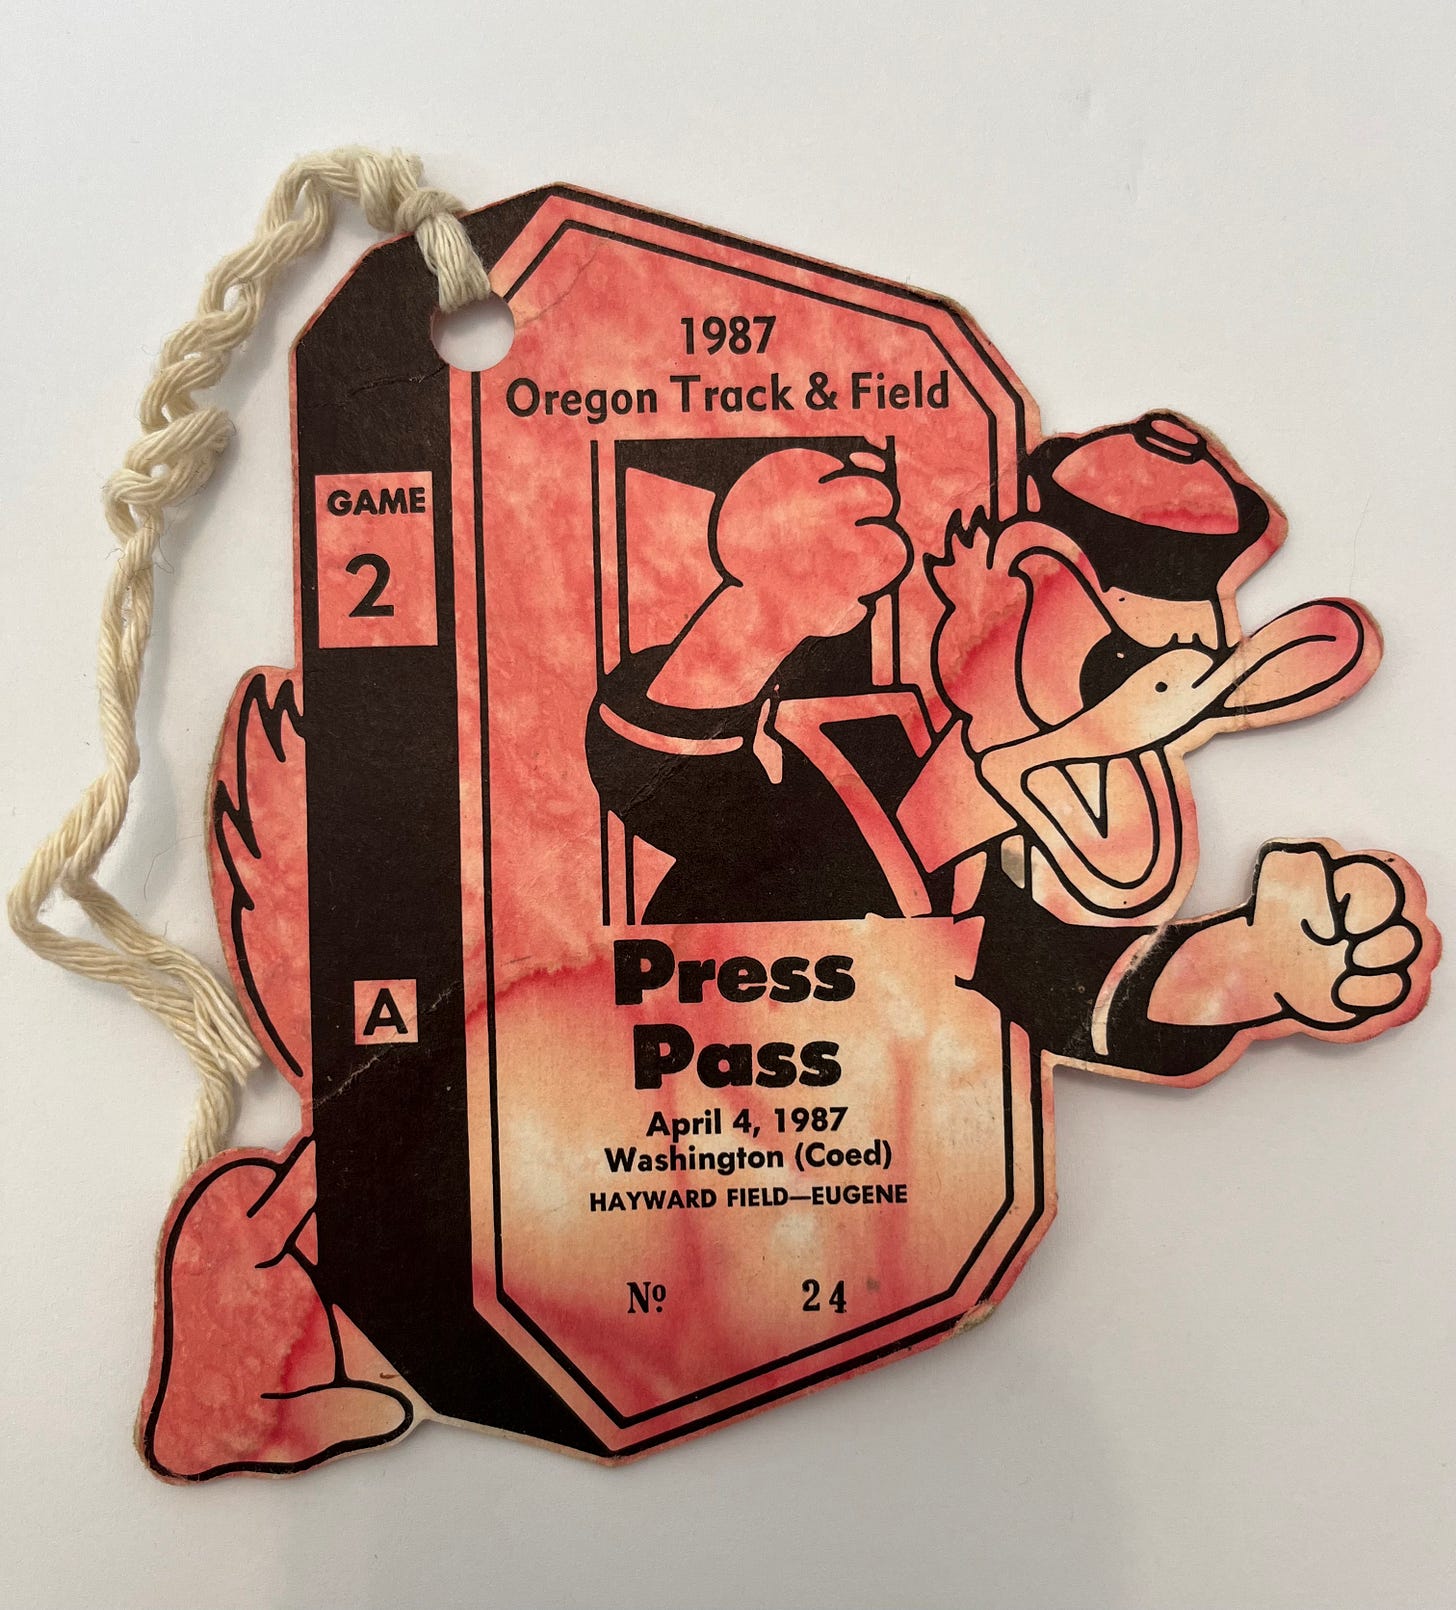 1987
Oregon Track & Field
GAME
2
A
Press
Pass
April 4, 1987
Washington (Coed)
HAYWARD FIELD—EUGENE
Nº 24